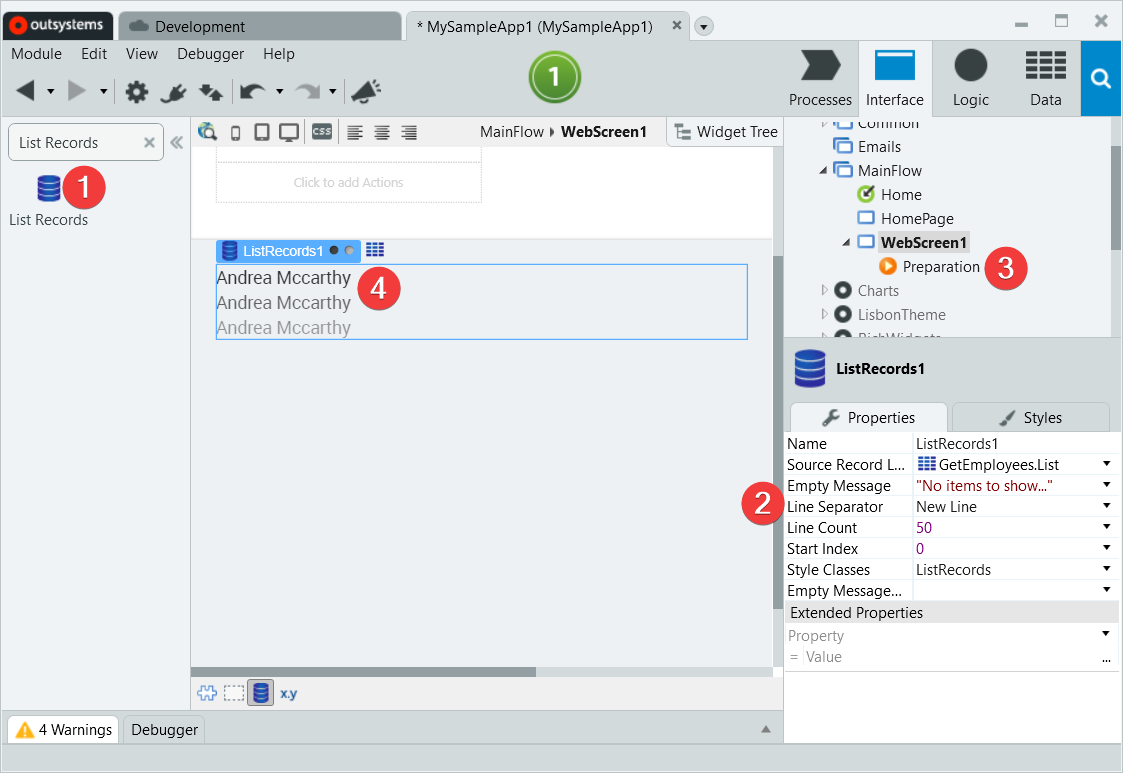 outsystems
Development
* MySampleApp1 (MySampleApp1)
Module Edit View Debugger Help
1
Processes
Interface
Logic
Data
List Records
1
List Records
CSS
MainFlow WebScreen1
Widget Tree
Click to add Actions
ListRecords1
Andrea Mccarthy
Andrea Mccarthy
Andrea Mccarthy
4
x.y
Common
Emails
MainFlow
Home
HomePage
WebScreen1
Preparation
3
Charts
LisbonTheme
RichWidgets
ListRecords1
Properties
Styles
2
Name ListRecords1
Source Record L... GetEmployees.List
Empty Message "No items to show..."
Line Separator New Line
Line Count 50
Start Index 0
Style Classes ListRecords
Empty Message...
Extended Properties
Property
= Value ...
4 Warnings
Debugger